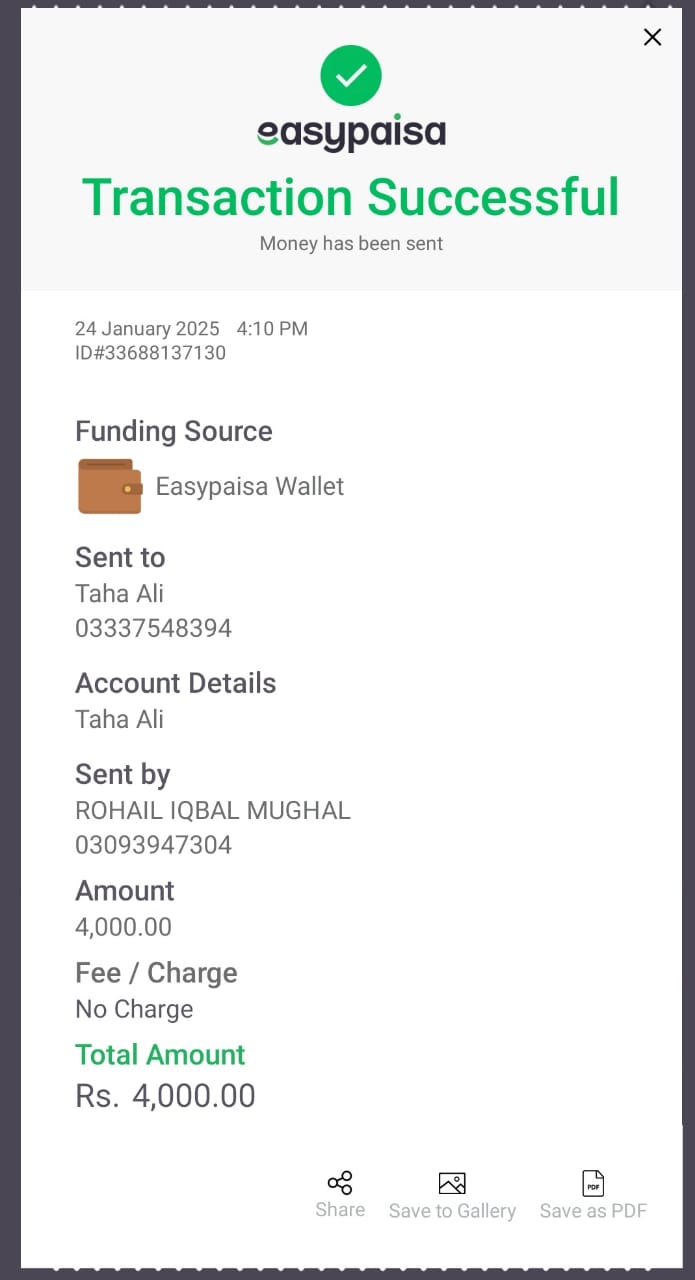 easypaisa
Transaction Successful
Money has been sent
24 January 2025 4:10 PM
ID#33688137130
Funding Source
Easypaisa Wallet
Sent to
Taha Ali
03337548394
Account Details
Taha Ali
Sent by
ROHAIL IQBAL MUGHAL
03093947304
Amount
4,000.00
Fee / Charge
No Charge
Total Amount
Rs. 4,000.00
PDF
Share Save to Gallery Save as PDF